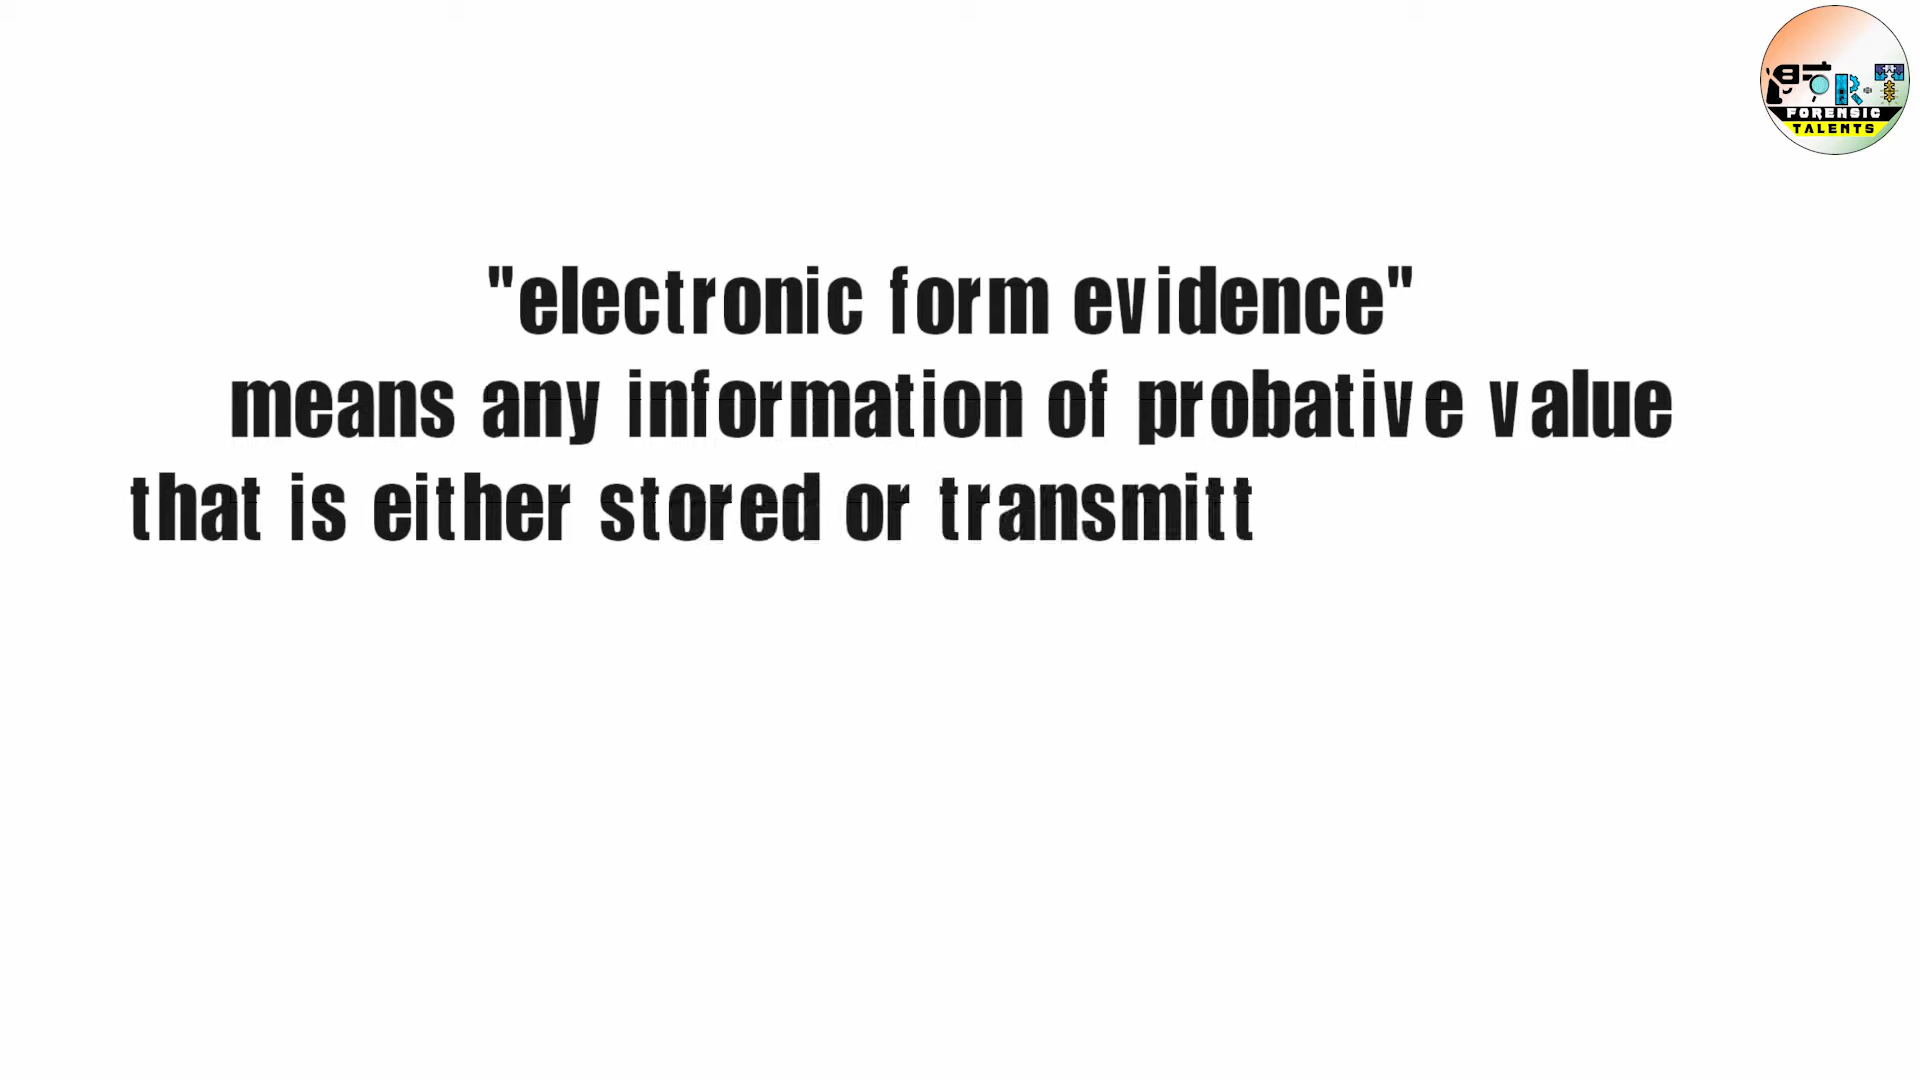 "electronic form evidence"
means any information of probative value
that is either stored or transmitt
FORENSIC
TALENTS